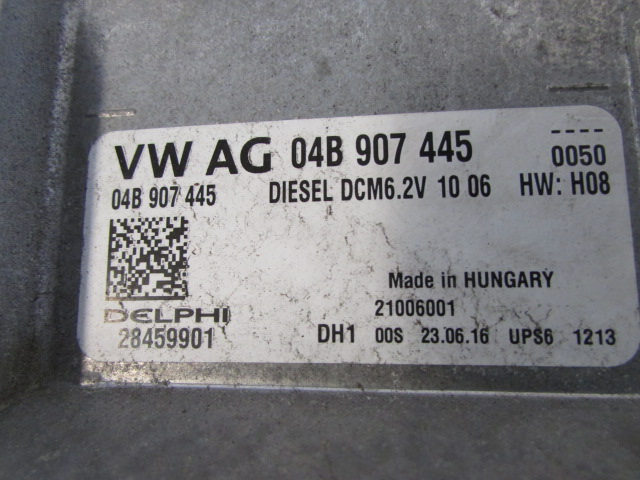 VW AG 04B 907 445 ----
0050
04B 907 445 DIESEL DCM6.2V 10 06 HW: H08
Made in HUNGARY
DELPHI 21006001
28459901 DH1 00S 23.06.16 UPS6 1213